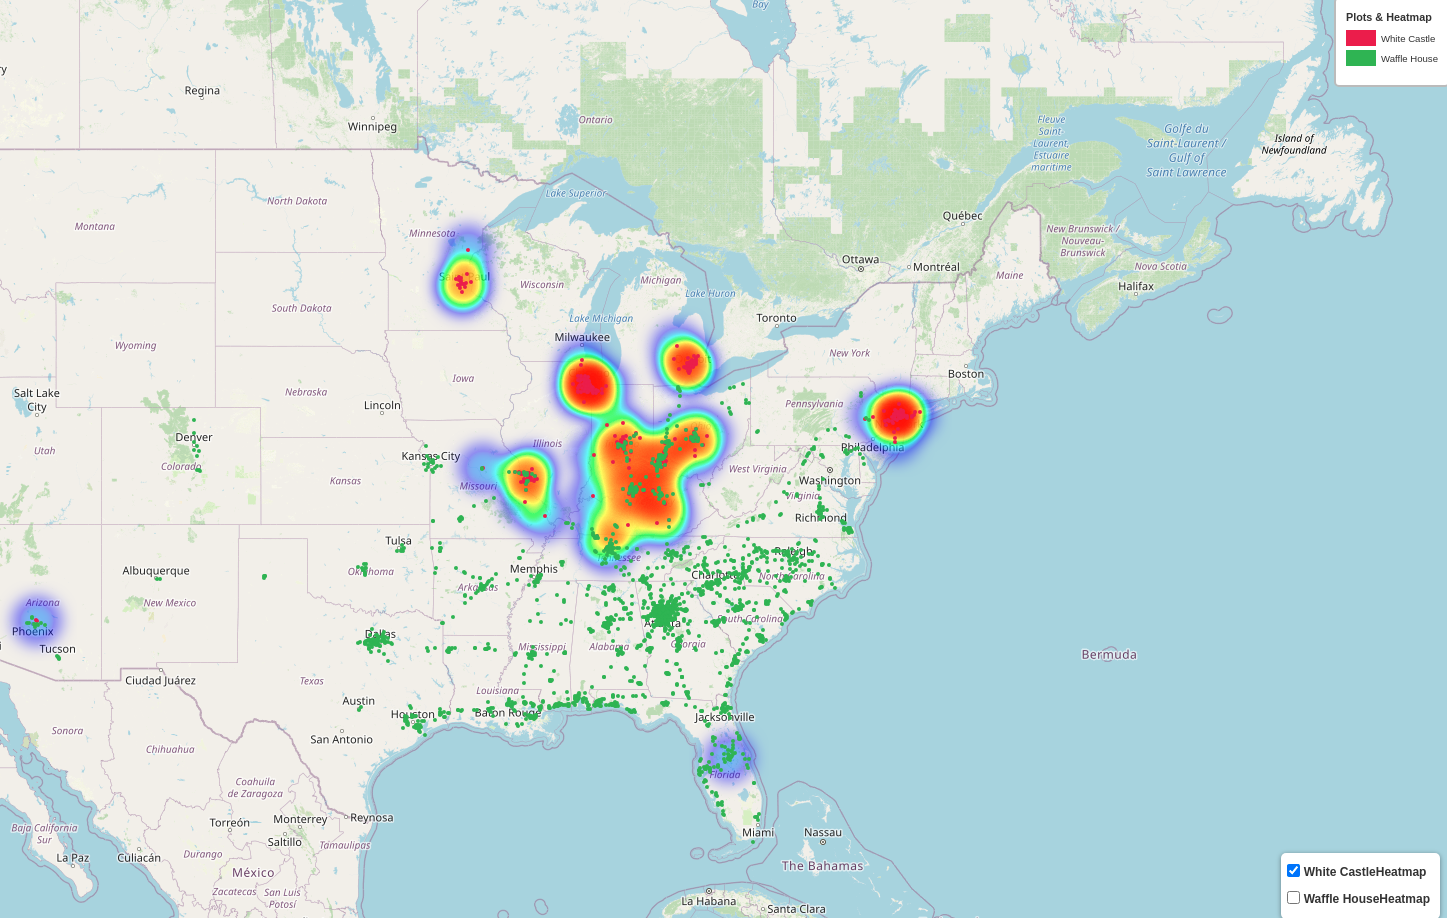 Bay
Plots & Heatmap
White Castle
Waffle House
Regina
Winnipeg
Ontario
Fleuve
Saint-
Laurent,
Estuaire
maritime
Golfe du
Saint-Laurent /
Gulf of
Saint Lawrence
Island of
Newfoundland
North Dakota
Lake Superior
Québec
Montana
Minnesota
New Brunswick /
Nouveau-
Brunswick
Ottawa
Montréal
Nova Scotia
Maine
Halifax
Wisconsin
Michigan
Lake Huron
South Dakota
Lake Michigan
Toronto
Milwaukee
Wyoming
New York
Boston
Iowa
Salt Lake
City
Nebraska
Lincoln
Pennsylvania
Denver
Utah
Colorado
Illinois
Philadelphia
Kansas City
Kansas
Missouri
West Virginia
Washington
Virginia
Richmond
Tulsa
Albuquerque
Oklahoma
Memphis
Tennessee
Raleigh
Charlotte
North Carolina
Arkansas
Arizona
New Mexico
Phoenix
Atlanta
South Carolina
Dallas
Tucson
Mississippi
Alabama
Georgia
Bermuda
Ciudad Juárez
Texas
Louisiana
Austin
Houston
Baton Rouge
Jacksonville
Sonora
San Antonio
Chihuahua
Florida
Coahuila
de Zaragoza
Torreón
Monterrey
Reynosa
Baja California
Sur
Saltillo
Tamaulipas
Miami
Nassau
La Paz
Culiacán
Durango
México
The Bahamas
White CastleHeatmap
Zacatecas
San Luis
Potosí
Waffle HouseHeatmap
La Habana
Santa Clara